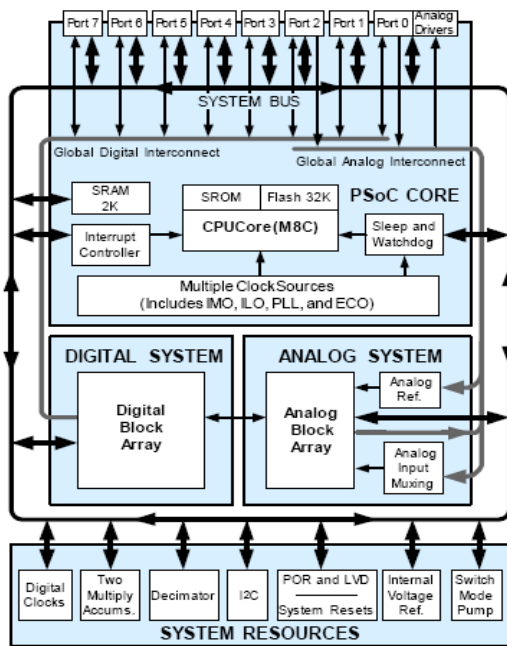 Port 7 Port 6 Port 5 Port 4 Port 3 Port 2 Port 1 Port 0 Analog
Drivers
SYSTEM BUS
Global Digital Interconnect
Global Analog Interconnect
SRAM
2K
SROM Flash 32K
PSoC CORE
CPUCore (M8C)
Interrupt
Controller
Sleep and
Watchdog
Multiple ClockSources
(Includes IMO, ILO, PLL, and ECO)
DIGITAL SYSTEM
Digital
Block
Array
ANALOG SYSTEM
Analog
Block
Array
Analog
Ref.
Analog
Input
Muxing
Digital
Clocks
Two
Multiply
Accums.
Decimator
I2C
POR and LVD
System Resets
Internal
Voltage
Ref.
Switch
Mode
Pump
SYSTEM RESOURCES